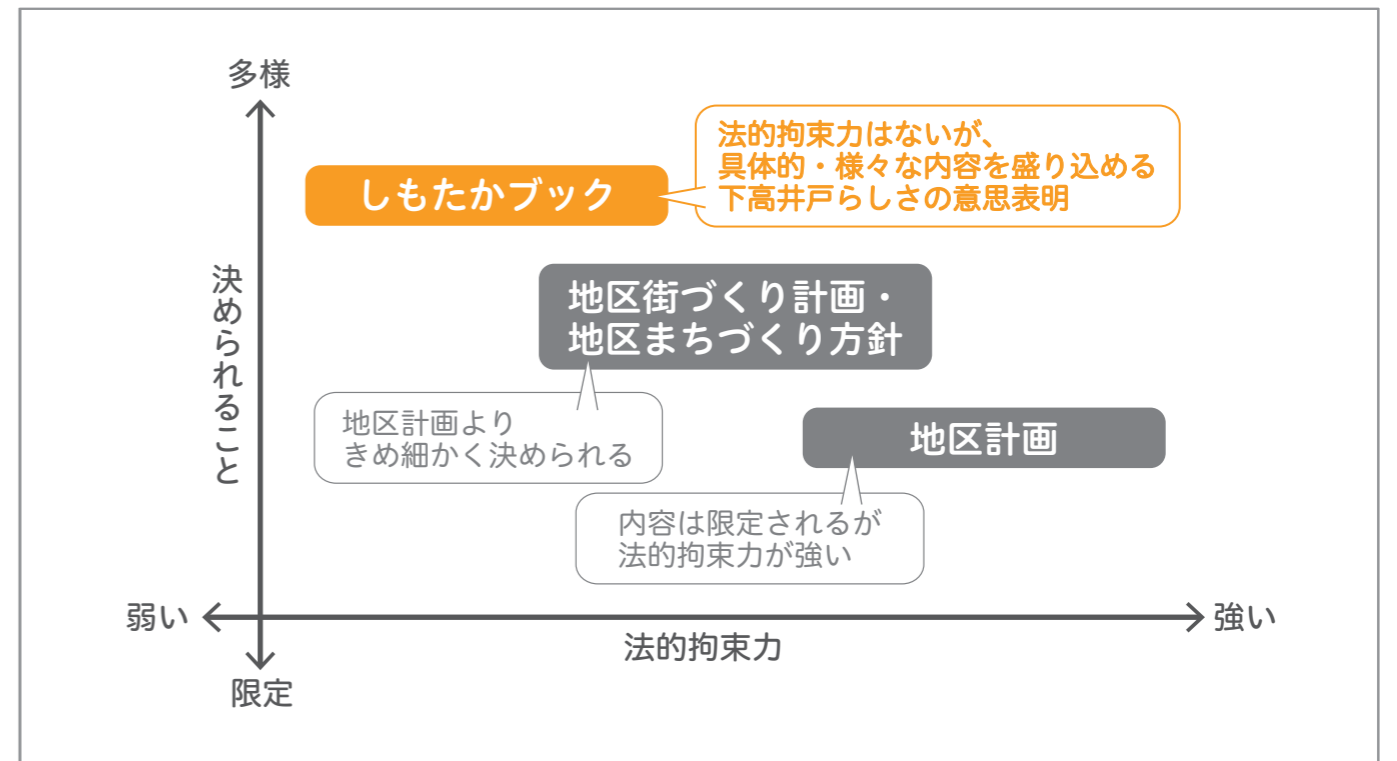 多様
法的拘束力はないが、
具体的・様々な内容を盛り込める
下高井戸らしさの意思表明
しもたかブック
決められること
地区街づくり計画・
地区まちづくり方針
地区計画より
きめ細かく決められる
地区計画
内容は限定されるが
法的拘束力が強い
弱い
強い
法的拘束力
限定